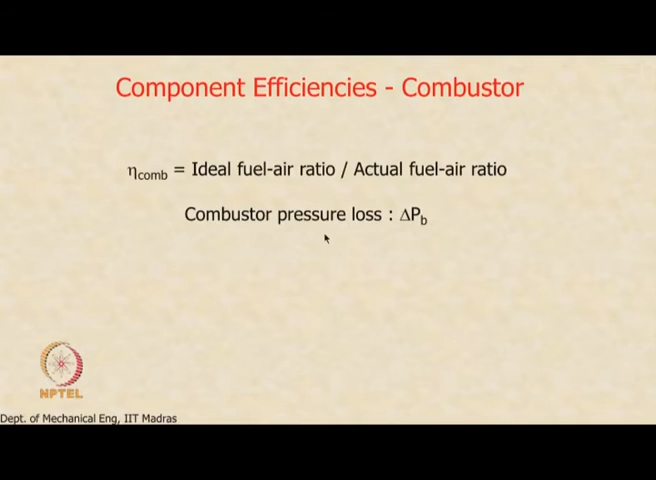 Component Efficiencies - Combustor
ηcomb = Ideal fuel-air ratio / Actual fuel-air ratio
Combustor pressure loss : ΔPb
NPTEL
Dept. of Mechanical Eng, IIT Madras